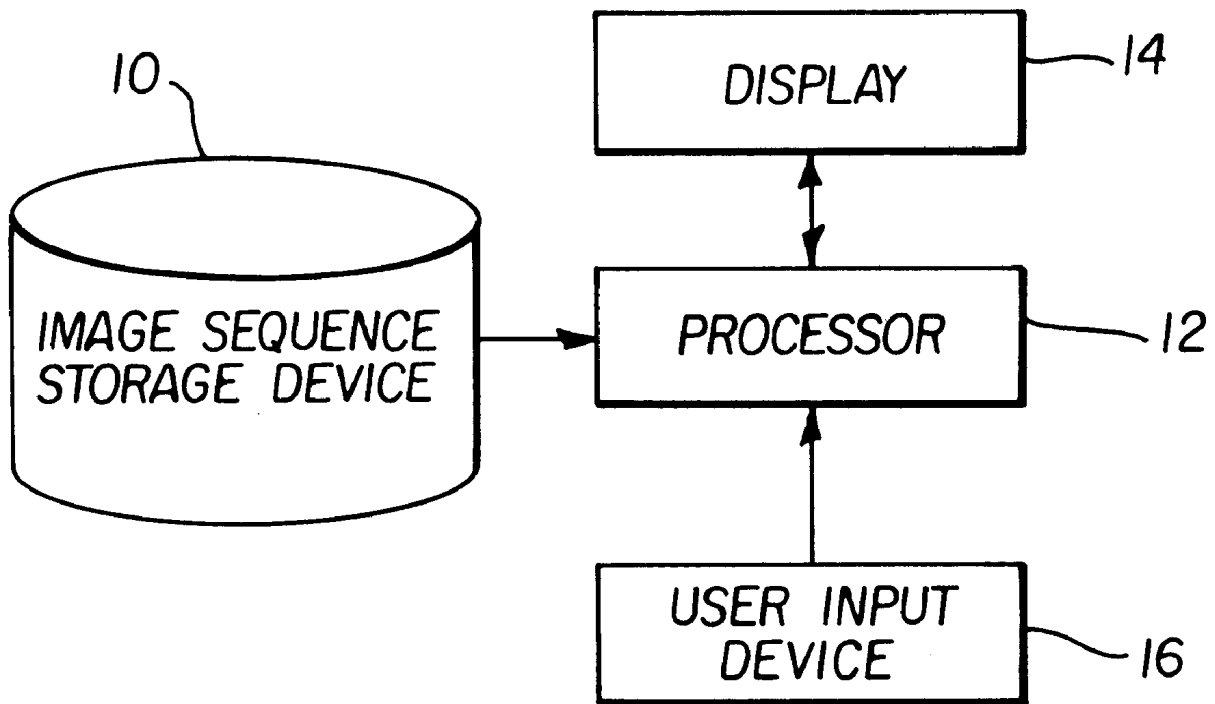 10
DISPLAY
14
IMAGE SEQUENCE
STORAGE DEVICE
PROCESSOR
12
USER INPUT
DEVICE
16